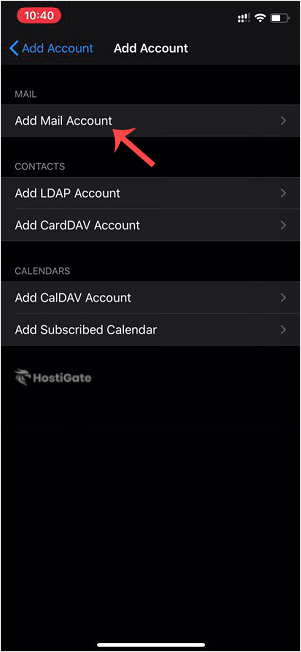 10:40
Add Account
Add Account
MAIL
Add Mail Account
CONTACTS
Add LDAP Account
Add CardDAV Account
CALENDARS
Add CalDAV Account
Add Subscribed Calendar
HostiGate